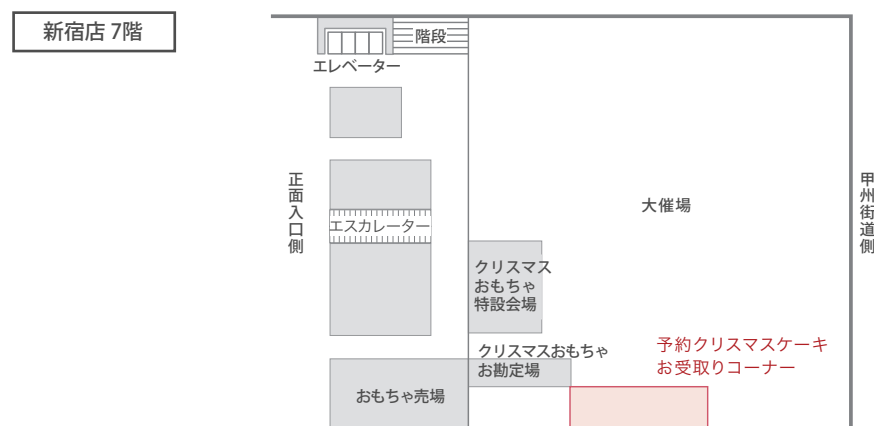 新宿店 7階
階段
エレベーター
正面入口側
エスカレーター
大催場
甲州街道側
クリスマス
おもちゃ
特設会場
クリスマスおもちゃ
お勘定場
予約クリスマスケーキ
お受取りコーナー
おもちゃ売場